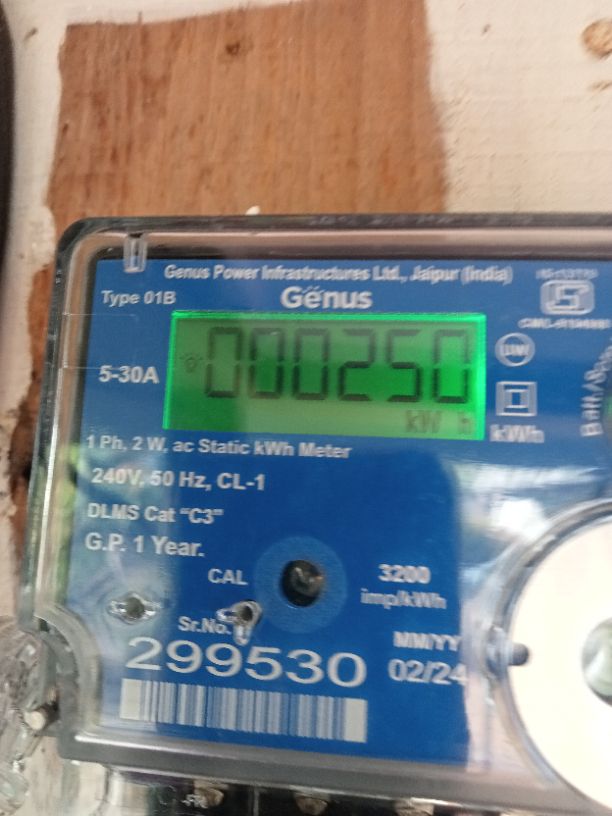 Genus Power Infrastructures Ltd., Jaipur (India)
Type 01B
Genus
5-30A
000250
kW h
kWh
1 Ph, 2 W, ac Static kWh Meter
240V, 50 Hz, CL-1
DLMS Cat "C3"
G.P. 1 Year.
CAL
3200
imp/kWh
Sr.No.
299530
MM/YY
02/24